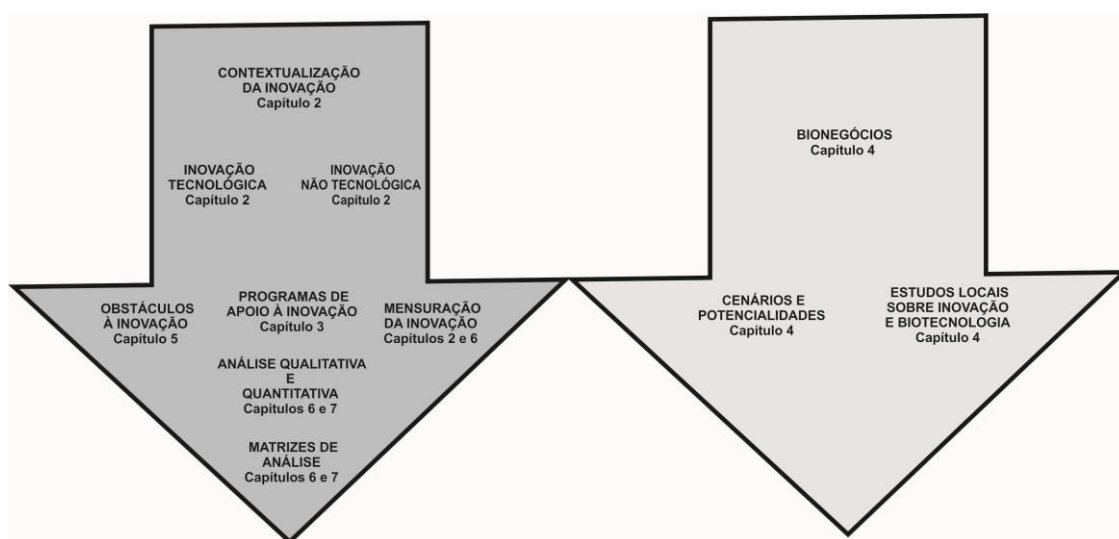 CONTEXTUALIZAÇÃO
DA INOVAÇÃO
Capítulo 2
INOVAÇÃO
TECNOLÓGICA
Capítulo 2
INOVAÇÃO
NÃO TECNOLÓGICA
Capítulo 2
OBSTÁCULOS
À INOVAÇÃO
Capítulo 5
PROGRAMAS DE
APOIO À INOVAÇÃO
Capítulo 3
MENSURAÇÃO
DA INOVAÇÃO
Capítulos 2 e 6
ANÁLISE QUALITATIVA
E
QUANTITATIVA
Capítulos 6 e 7
MATRIZES DE
ANÁLISE
Capítulos 6 e 7
BIONEGÓCIOS
Capítulo 4
CENÁRIOS E
POTENCIALIDADES
Capítulo 4
ESTUDOS LOCAIS
SOBRE INOVAÇÃO
E BIOTECNOLOGIA
Capítulo 4